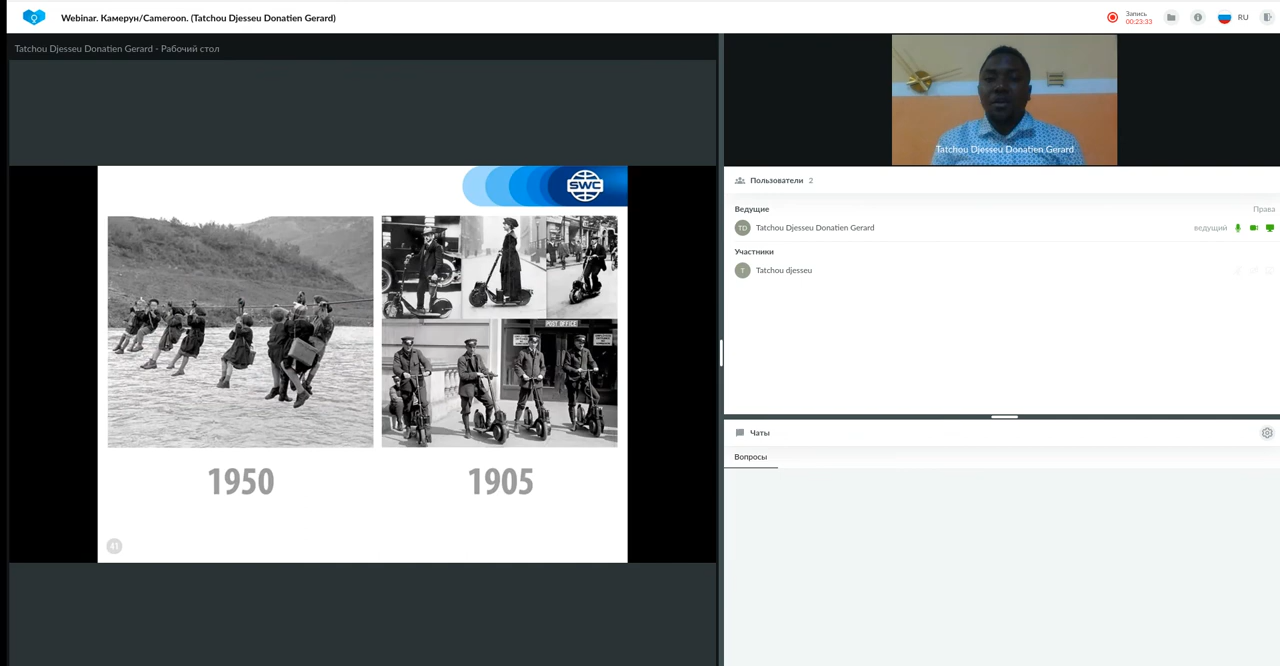 Webinar. Камерун/Cameroon. (Tatchou Djesseu Donatien Gerard)
Запись
00:23:33
RU
Tatchou Djesseu Donatien Gerard - Рабочий стол
SWC
POST OFFICE
1950
1905
41
Tatchou Djesseu Donatien Gerard
Пользователи 2
Ведущие
Права
TD
Tatchou Djesseu Donatien Gerard
ведущий
Участники
T
Tatchou djesseu
Чаты
Вопросы